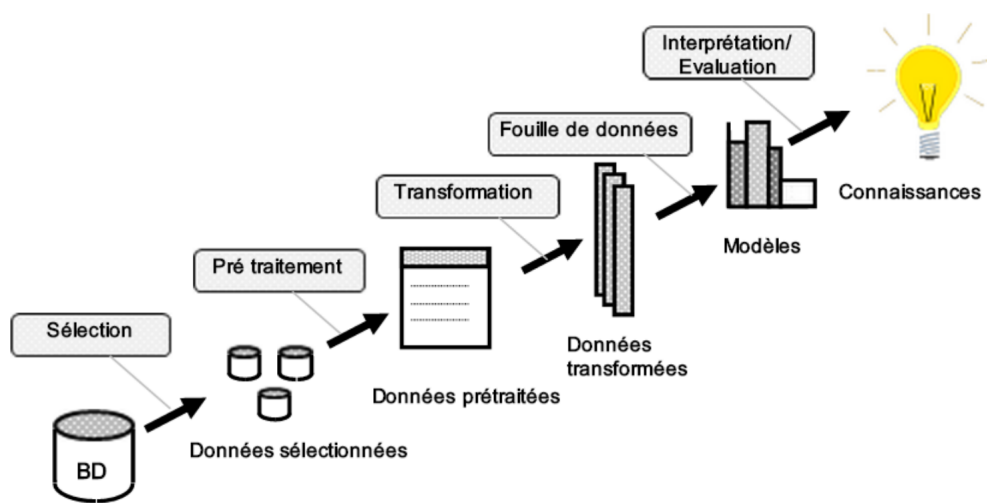 Interprétation/
Evaluation
Fouille de données
Connaissances
Transformation
Modèles
Pré traitement
Sélection
Données
transformées
Données prétraitées
Données sélectionnées
BD